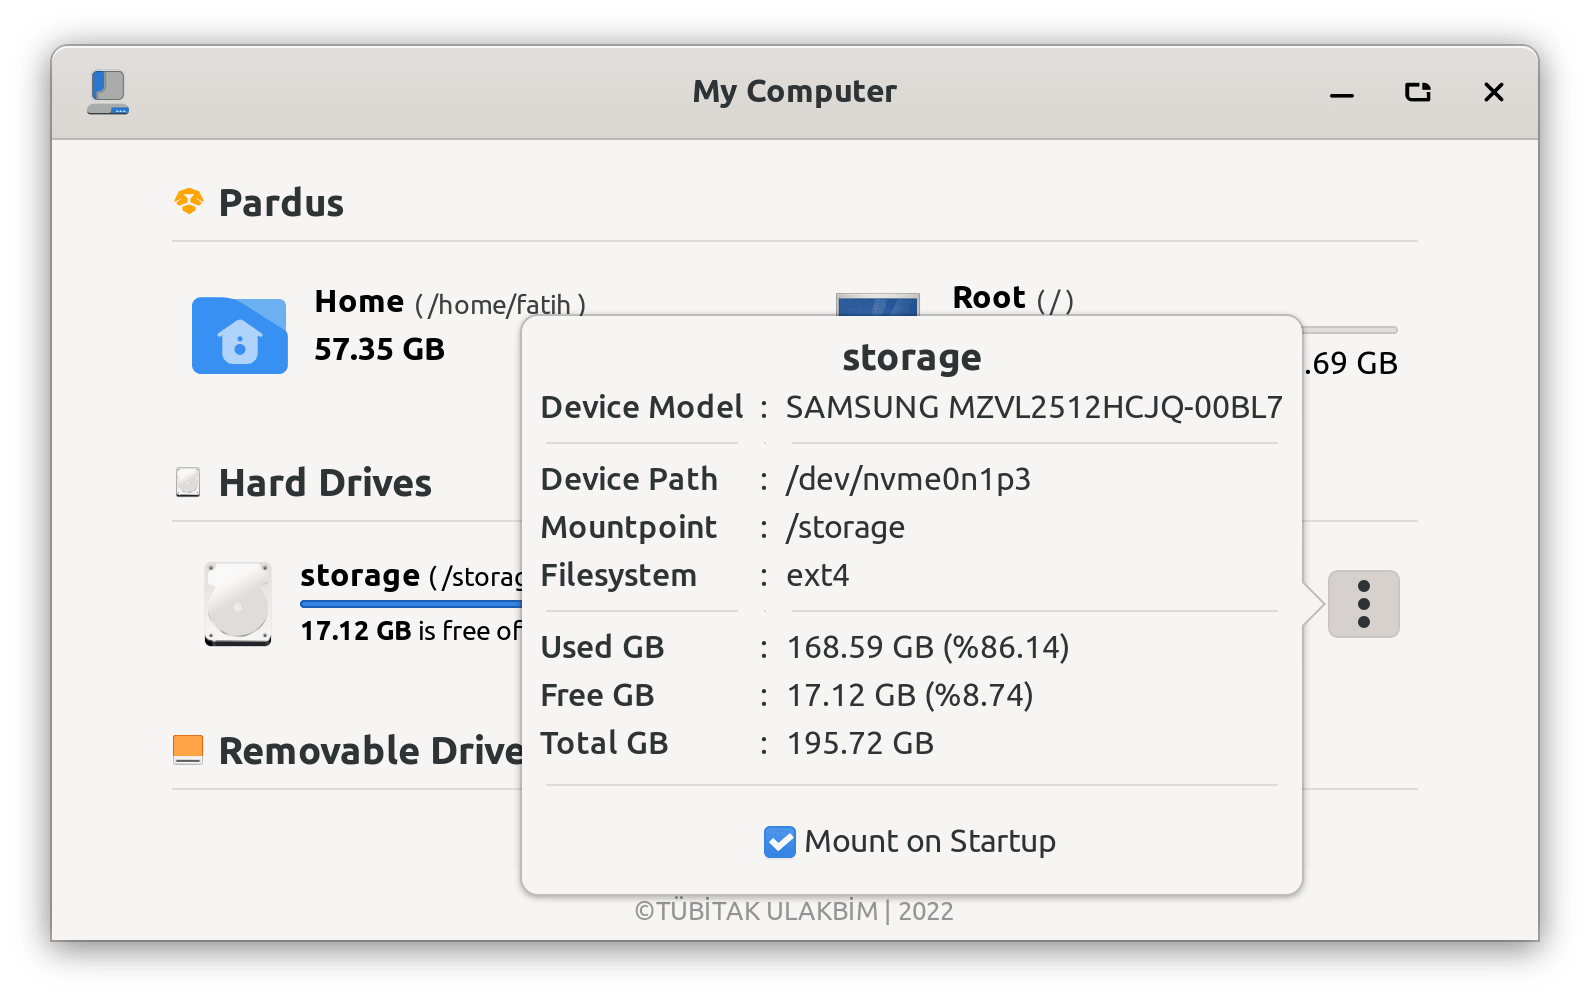 My Computer
Pardus
Home ( /home/fatih )
57.35 GB
Root ( / )
.69 GB
Hard Drives
storage ( /storag
17.12 GB is free of
Removable Drive
storage
Device Model : SAMSUNG MZVL2512HCJQ-00BL7
Device Path : /dev/nvme0n1p3
Mountpoint : /storage
Filesystem : ext4
Used GB : 168.59 GB (%86.14)
Free GB : 17.12 GB (%8.74)
Total GB : 195.72 GB
Mount on Startup
©TÜBİTAK ULAKBİM | 2022